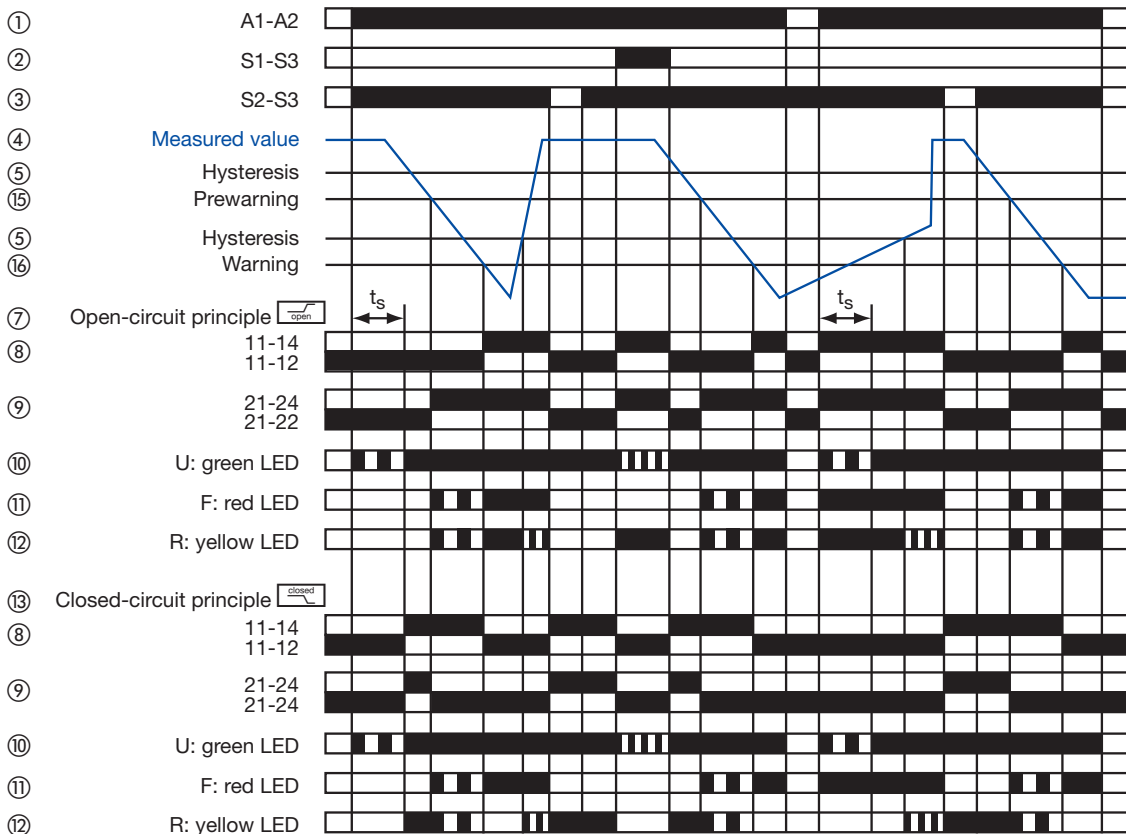 ① A1-A2
② S1-S3
③ S2-S3
④ Measured value
⑤ Hysteresis
⑮ Prewarning
⑤ Hysteresis
⑯ Warning
ts ts
⑦ Open-circuit principle open
⑧ 11-14
11-12
⑨ 21-24
21-22
⑩ U: green LED
⑪ F: red LED
⑫ R: yellow LED
⑬ Closed-circuit principle closed
⑧ 11-14
11-12
⑨ 21-24
21-24
⑩ U: green LED
⑪ F: red LED
⑫ R: yellow LED